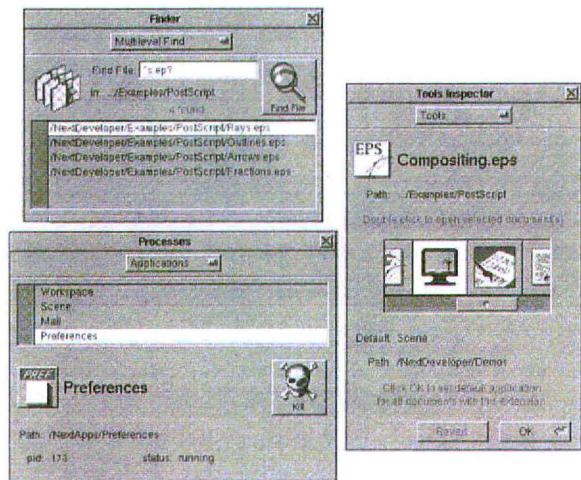 Finder
Multilevel Find
Find File: *s.ep?
In: .../Examples/PostScript
4 found
Find File
/NextDeveloper/Examples/PostScript/Rays.eps
/NextDeveloper/Examples/PostScript/Outlines.eps
/NextDeveloper/Examples/PostScript/Arrows.eps
/NextDeveloper/Examples/PostScript/Fractions.eps
Processes
Applications
Workspace
Scene
Mail
Preferences
PREF
Preferences
Kill
Path: /NextApps/Preferences
pid: 173 status: running
Tools Inspector
Tools
EPS
Compositing.eps
Path: .../Examples/PostScript
Double click to open selected document(s)
Default: Scene
Path: /NextDeveloper/Demos
Click OK to set default application
for all documents with this extension
Revert
OK